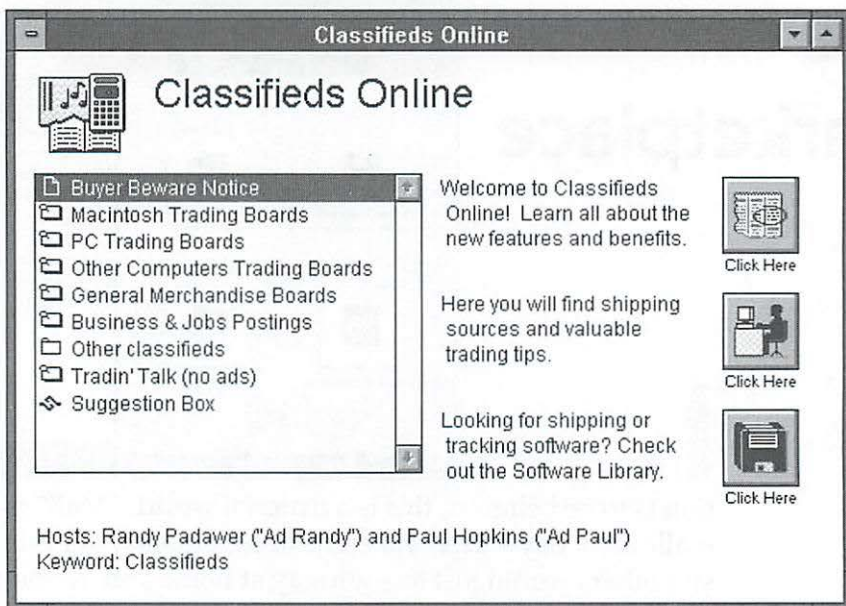 Classifieds Online
Classifieds Online
Buyer Beware Notice
Macintosh Trading Boards
PC Trading Boards
Other Computers Trading Boards
General Merchandise Boards
Business & Jobs Postings
Other classifieds
Tradin' Talk (no ads)
Suggestion Box
Welcome to Classifieds
Online! Learn all about the
new features and benefits.
Click Here
Here you will find shipping
sources and valuable
trading tips.
Click Here
Looking for shipping or
tracking software? Check
out the Software Library.
Click Here
Hosts: Randy Padawer ("Ad Randy") and Paul Hopkins ("Ad Paul")
Keyword: Classifieds